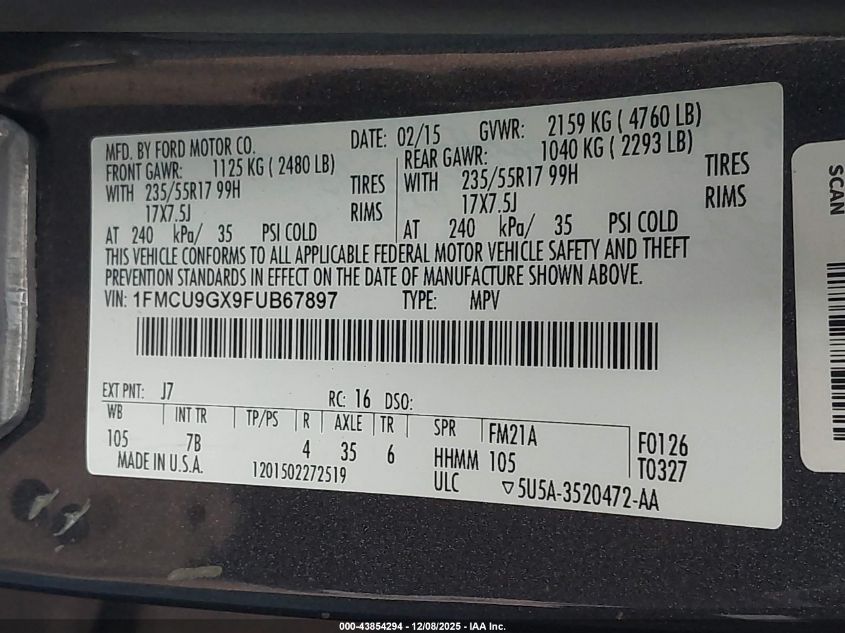 MFD. BY FORD MOTOR CO. DATE: 02/15 GVWR: 2159 KG ( 4760 LB)
FRONT GAWR: 1125 KG ( 2480 LB) REAR GAWR: 1040 KG ( 2293 LB)
WITH 235/55R17 99H TIRES WITH 235/55R17 99H TIRES
17X7.5J RIMS 17X7.5J RIMS
AT 240 kPa/ 35 PSI COLD AT 240 kPa/ 35 PSI COLD
THIS VEHICLE CONFORMS TO ALL APPLICABLE FEDERAL MOTOR VEHICLE SAFETY AND THEFT
PREVENTION STANDARDS IN EFFECT ON THE DATE OF MANUFACTURE SHOWN ABOVE.
VIN: 1FMCU9GX9FUB67897 TYPE: MPV
EXT PNT: J7 RC: 16 DSO:
WB INT TR TP/PS R AXLE TR SPR FM21A F0126
105 7B 4 35 6 HHMM 105 T0327
MADE IN U.S.A. 1201502272519 ULC ▽5U5A-3520472-AA
SCAN
000-43854294 - 12/08/2025 - IAA Inc.